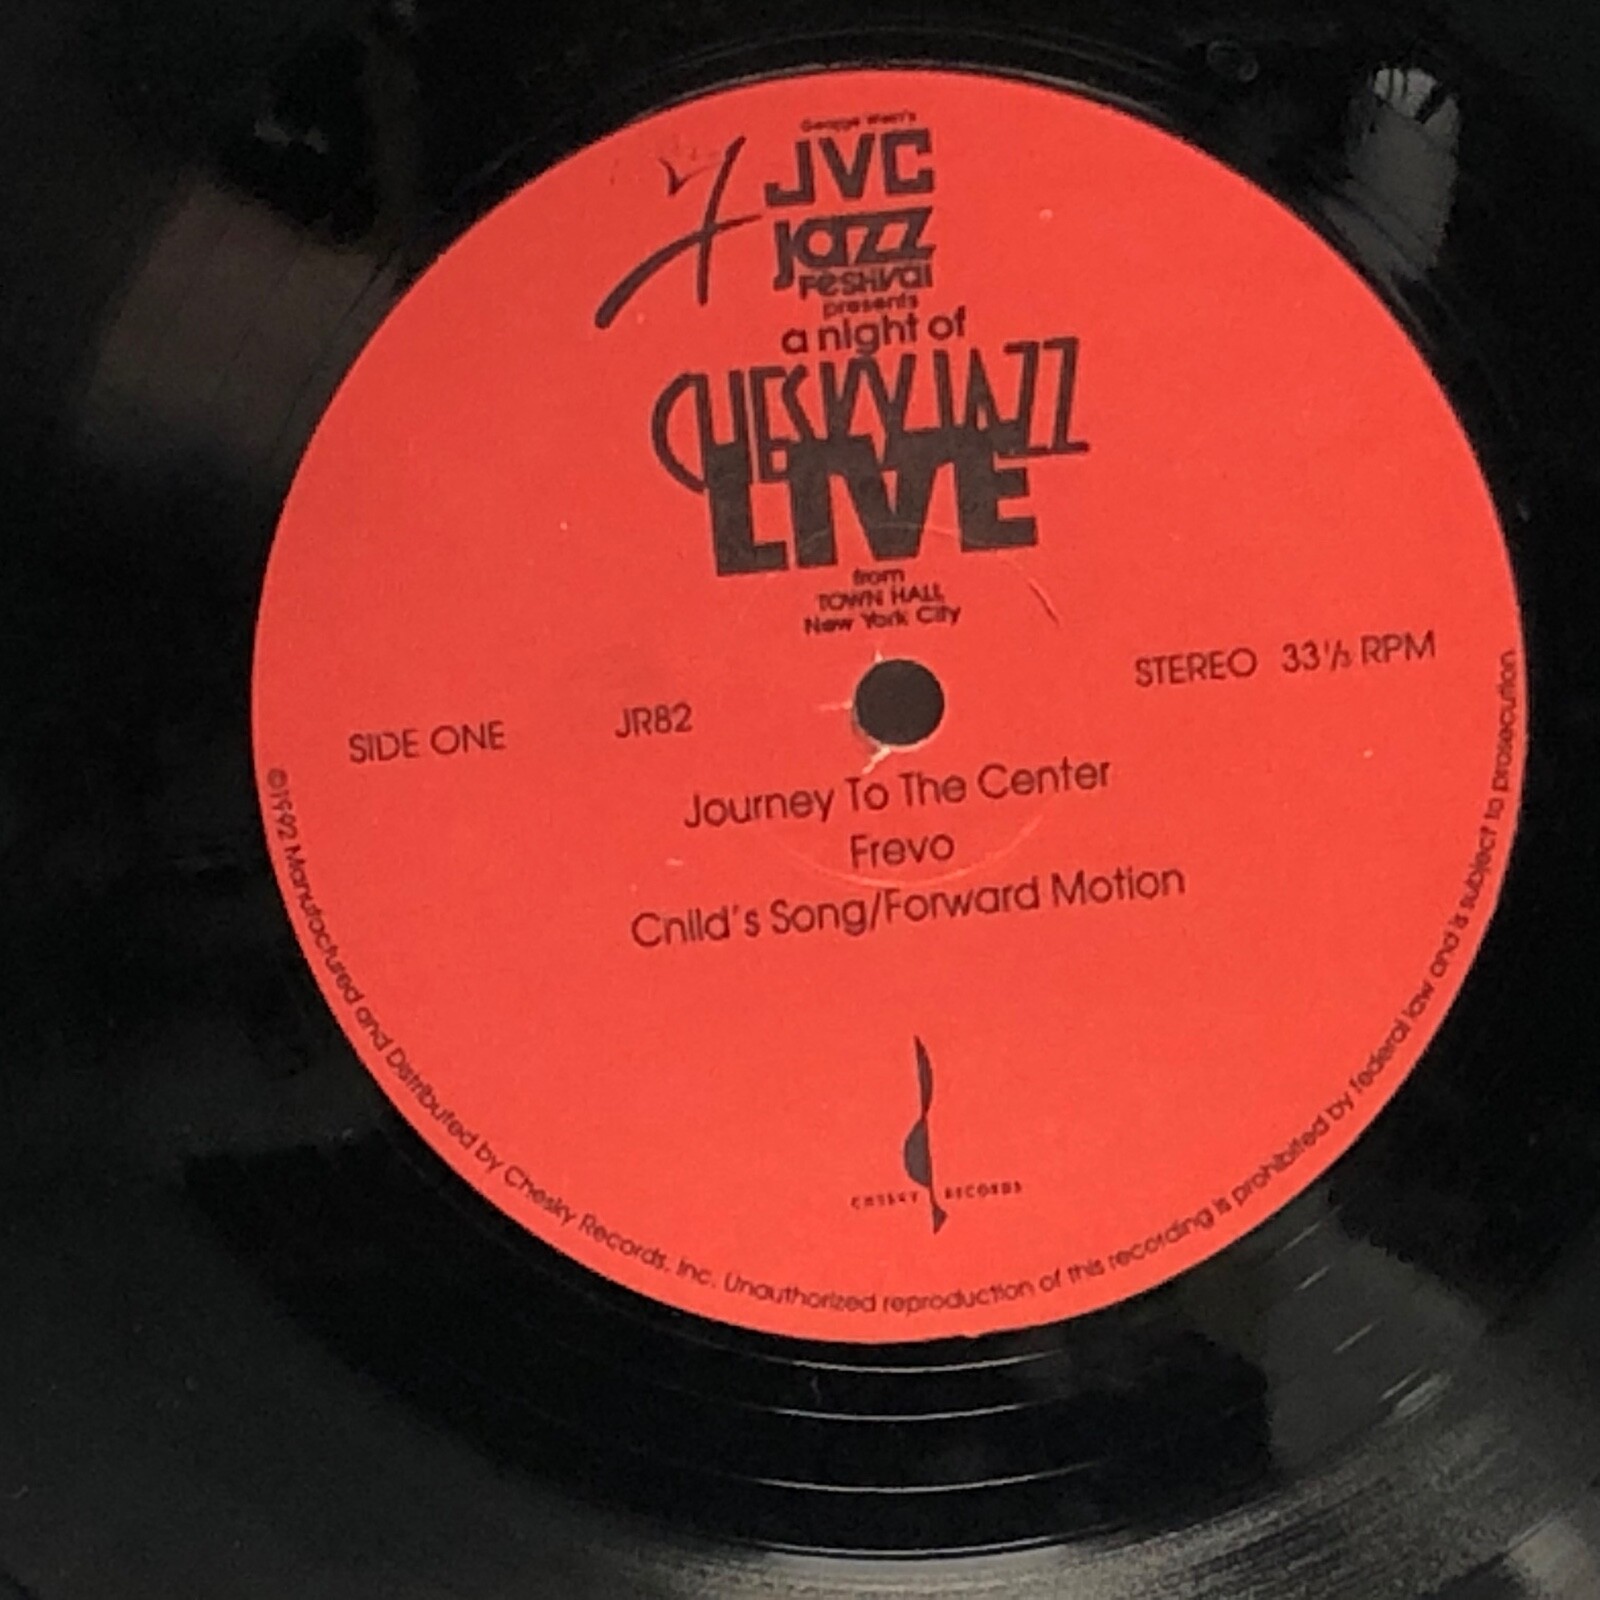 George Wein's
JVC
jazz
Festival
presents
a night of
CHESKY JAZZ
LIVE
from
TOWN HALL
New York City
STEREO 33⅓ RPM
SIDE ONE JR82
Journey To The Center
Frevo
Child's Song/Forward Motion
CHESKY RECORDS
©1992 Manufactured and Distributed by Chesky Records, Inc. Unauthorized reproduction of this recording is prohibited by federal law and is subject to prosecution